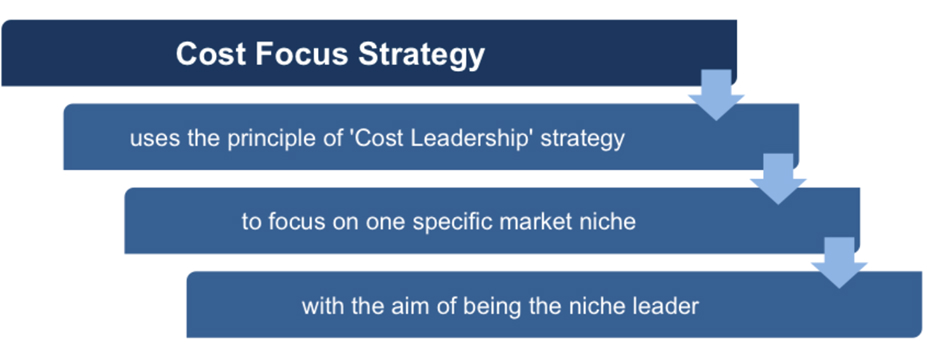 Cost Focus Strategy
uses the principle of 'Cost Leadership' strategy
to focus on one specific market niche
with the aim of being the niche leader